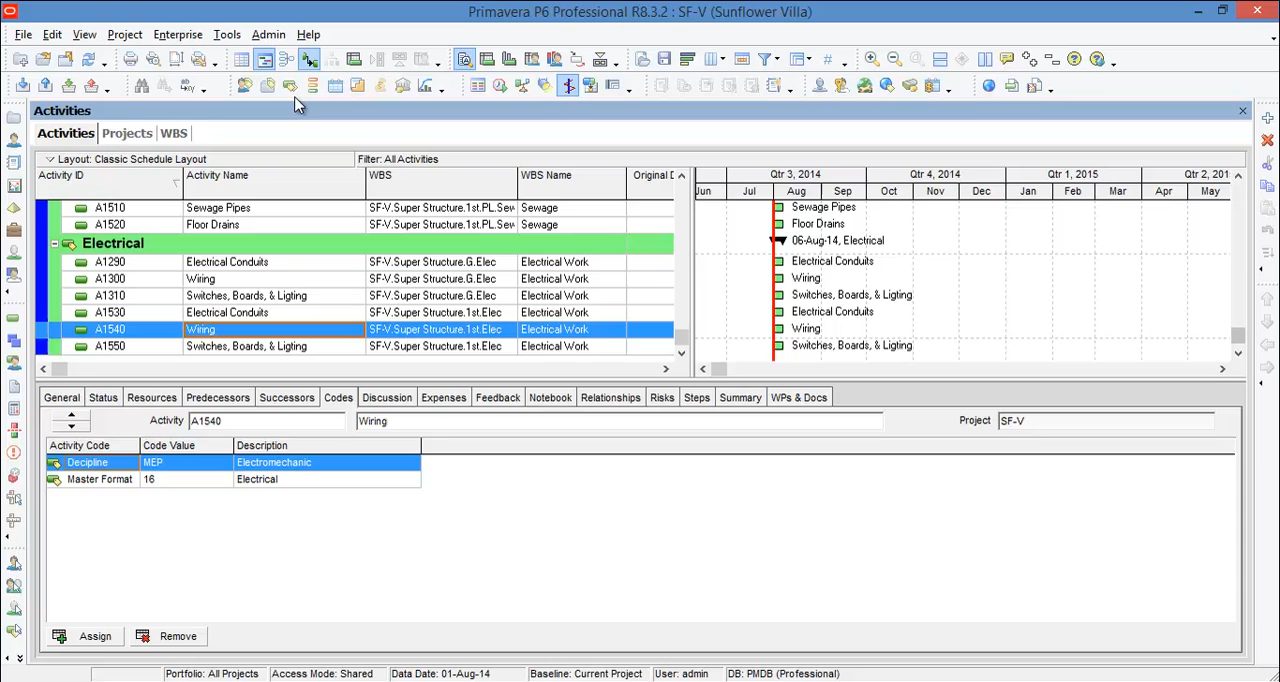 Primavera P6 Professional R8.3.2 : SF-V (Sunflower Villa)
File Edit View Project Enterprise Tools Admin Help
Activities
Activities Projects WBS
Layout: Classic Schedule Layout Filter: All Activities
Activity ID Activity Name WBS WBS Name Original D
Qtr 3, 2014 Qtr 4, 2014 Qtr 1, 2015 Qtr 2, 201
Jun Jul Aug Sep Oct Nov Dec Jan Feb Mar Apr May
A1510 Sewage Pipes SF-V.Super Structure.1st.PL.Sew Sewage Sewage Pipes
A1520 Floor Drains SF-V.Super Structure.1st.PL.Sew Sewage Floor Drains
Electrical 06-Aug-14, Electrical
A1290 Electrical Conduits SF-V.Super Structure.G.Elec Electrical Work Electrical Conduits
A1300 Wiring SF-V.Super Structure.G.Elec Electrical Work Wiring
A1310 Switches, Boards, & Ligting SF-V.Super Structure.G.Elec Electrical Work Switches, Boards, & Ligting
A1530 Electrical Conduits SF-V.Super Structure.1st.Elec Electrical Work Electrical Conduits
A1540 Wiring SF-V.Super Structure.1st.Elec Electrical Work Wiring
A1550 Switches, Boards, & Ligting SF-V.Super Structure.1st.Elec Electrical Work Switches, Boards, & Ligting
General Status Resources Predecessors Successors Codes Discussion Expenses Feedback Notebook Relationships Risks Steps Summary WPs & Docs
Activity A1540 Wiring Project SF-V
Activity Code Code Value Description
Decipline MEP Electromechanic
Master Format 16 Electrical
Assign Remove
Portfolio: All Projects Access Mode: Shared Data Date: 01-Aug-14 Baseline: Current Project User: admin DB: PMDB (Professional)